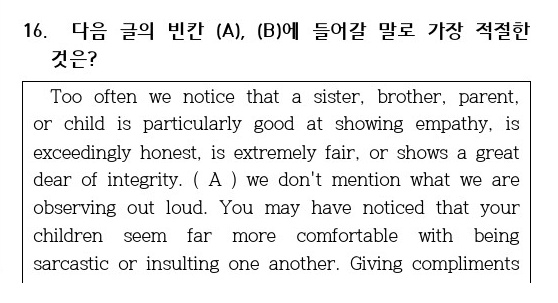 16. 다음 글의 빈칸 (A), (B)에 들어갈 말로 가장 적절한
것은?
Too often we notice that a sister, brother, parent,
or child is particularly good at showing empathy, is
exceedingly honest, is extremely fair, or shows a great
dear of integrity. ( A ) we don't mention what we are
observing out loud. You may have noticed that your
children seem far more comfortable with being
sarcastic or insulting one another. Giving compliments